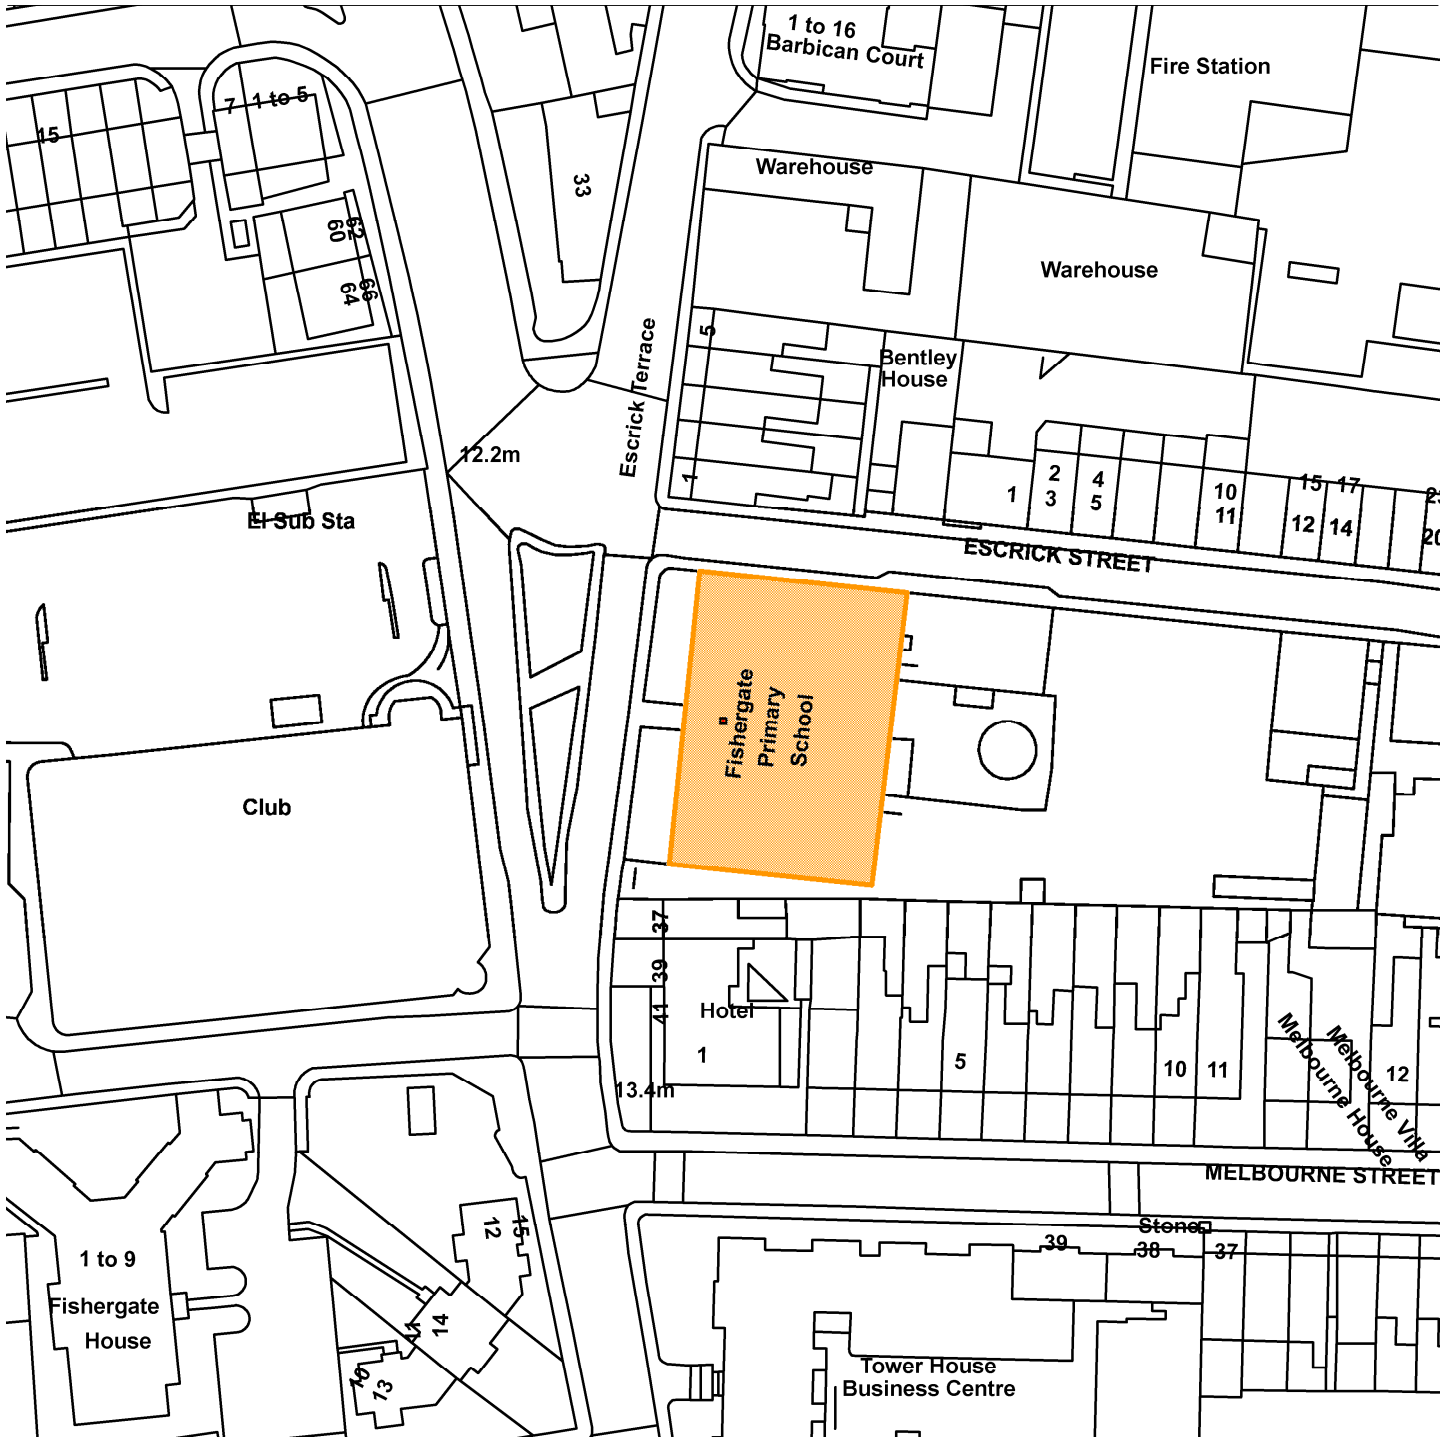 1 to 16
Barbican Court
Fire Station
7
1 to 5
15
Warehouse
33
60
62
64
66
Warehouse
5
Escrick Terrace
Bentley
House
12.2m
1
1
2
3
4
5
10
11
15
17
12
14
20
El Sub Sta
ESCRICK STREET
Fishergate
Primary
School
Club
37
39
41
Hotel
1
5
10
11
12
13.4m
Melbourne House
Melbourne Villa
MELBOURNE STREET
15
12
Stone
39
38
37
1 to 9
Fishergate
House
11
14
10
13
Tower House
Business Centre